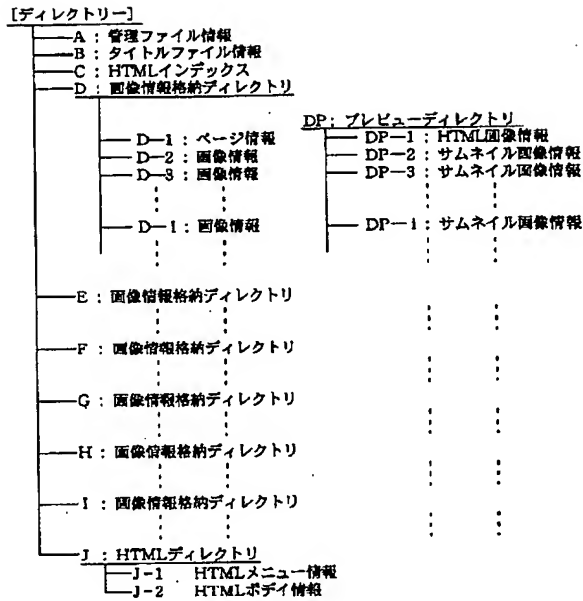 [ディレクトリー]
A : 管理ファイル情報
B : タイトルファイル情報
C : HTMLインデックス
D : 画像情報格納ディレクトリ
D-1 : ページ情報
D-2 : 画像情報
D-3 : 画像情報
D-i : 画像情報
DP : プレビューディレクトリ
DP-1 : HTML画像情報
DP-2 : サムネイル画像情報
DP-3 : サムネイル画像情報
DP-i : サムネイル画像情報
E : 画像情報格納ディレクトリ
F : 画像情報格納ディレクトリ
G : 画像情報格納ディレクトリ
H : 画像情報格納ディレクトリ
I : 画像情報格納ディレクトリ
J : HTMLディレクトリ
J-1 HTMLメニュー情報
J-2 HTMLボデイ情報